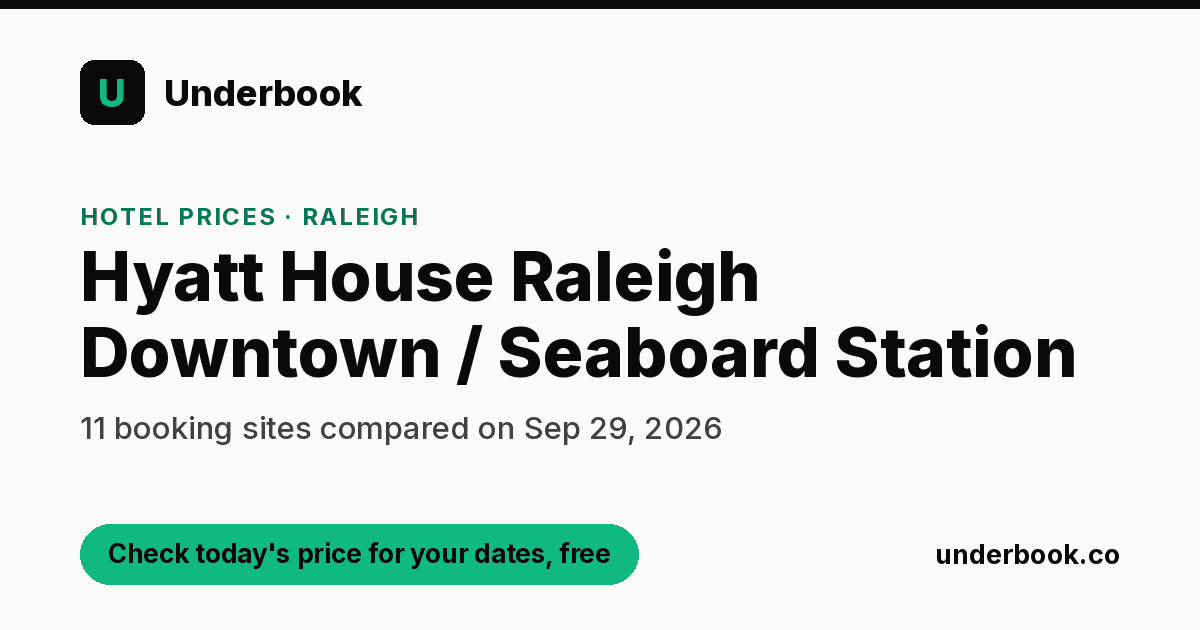 U Underbook
HOTEL PRICES · RALEIGH
Hyatt House Raleigh
Downtown / Seaboard Station
11 booking sites compared on Sep 29, 2026
Check today's price for your dates, free
underbook.co